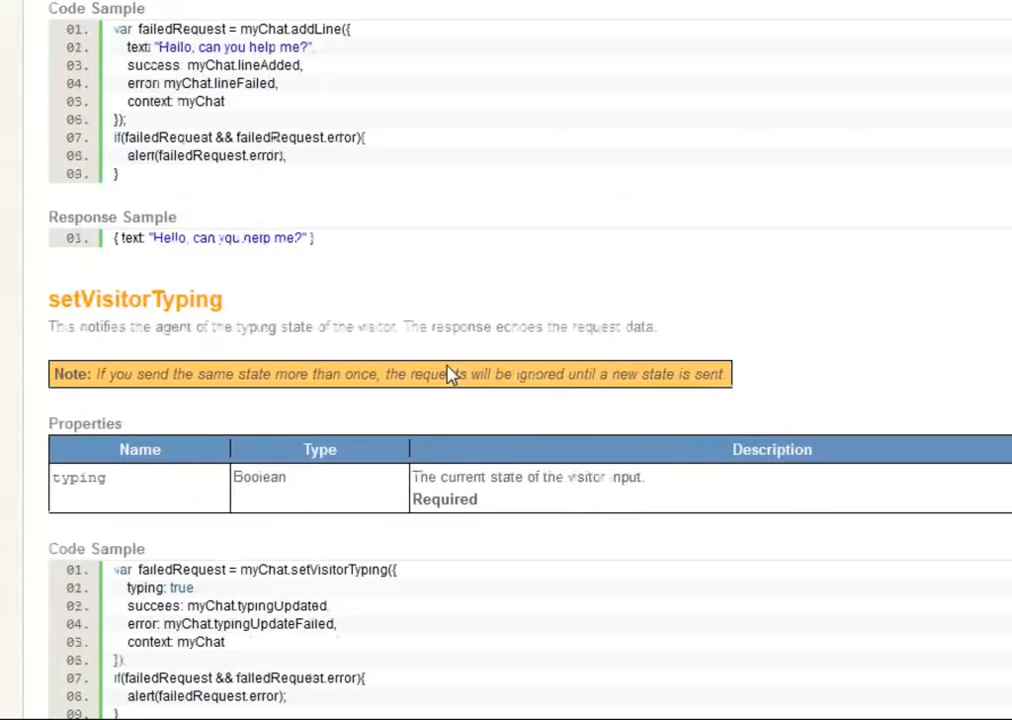 Code Sample
01. var failedRequest = myChat.addLine({
02. text: "Hello, can you help me?"
03. success myChat.lineAdded,
04. error: myChat.lineFailed,
05. context: myChat
06. });
07. if(failedRequeat && failedRequest.error){
08. alert(failedRequest.error),
09. }
Response Sample
01. { text: "Hello, can you help me?" }
setVisitorTyping
This notifies the agent of the typing state of the visitor. The response echoes the request data.
Note: If you send the same state more than once, the requests will be ignored until a new state is sent.
Properties
Name Type Description
typing Boolean The current state of the visitor input.
Required
Code Sample
01. var failedRequest = myChat.setVisitorTyping({
02. typing: true
03. success: myChat.typingUpdated
04. error: myChat.typingUpdateFailed,
05. context: myChat
06. })
07. if(failedRequest && failedRequest.error){
08. alert(failedRequest.error);
09. }